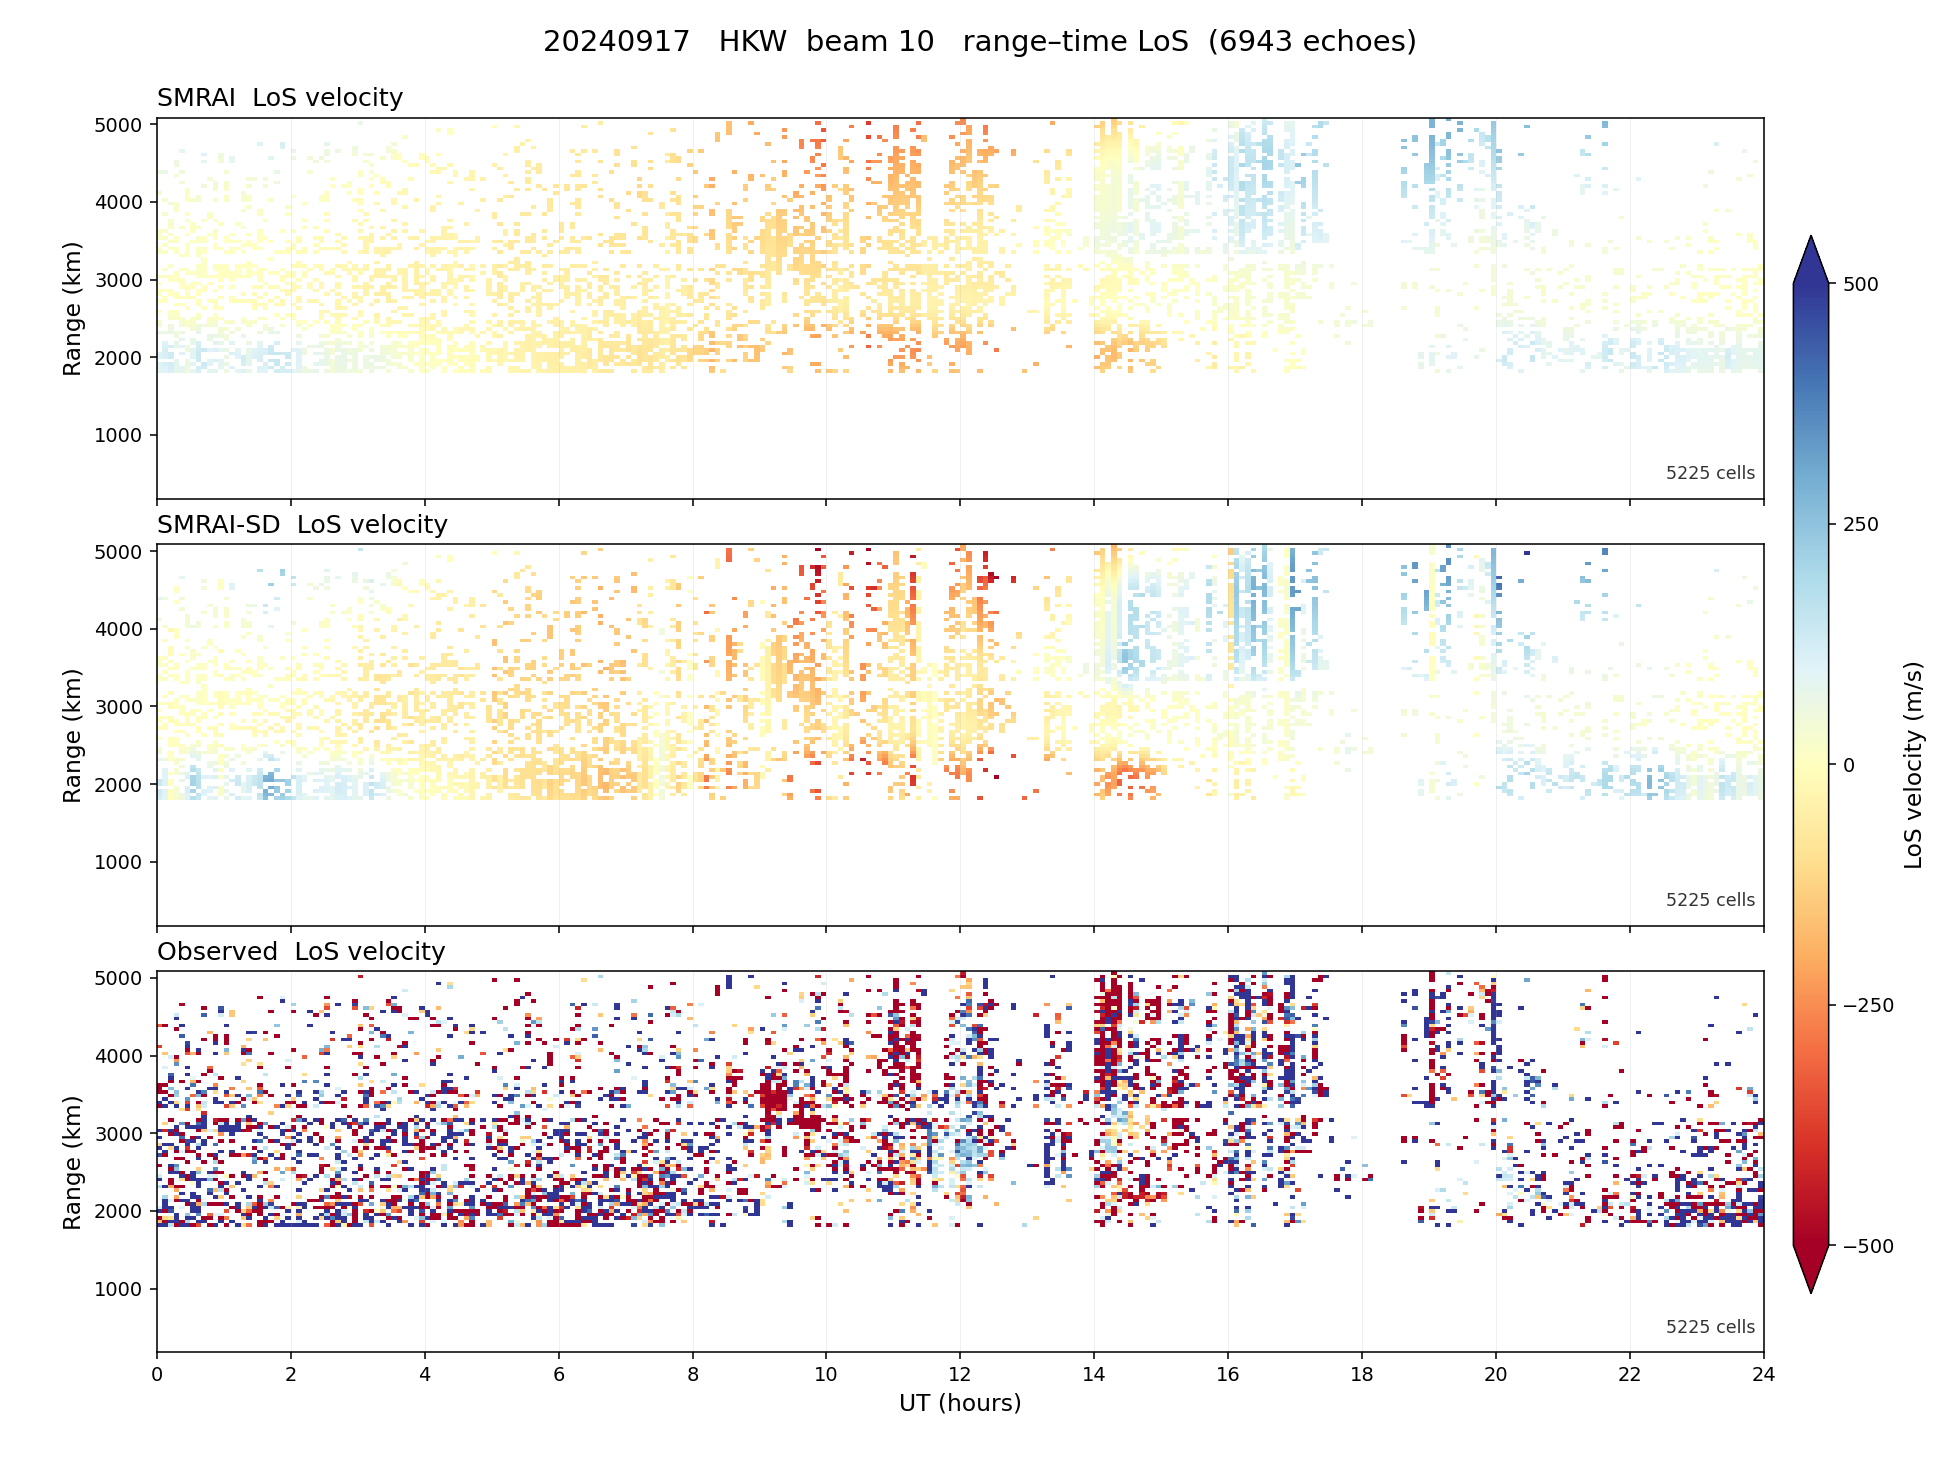 20240917   HKW  beam 10   range–time LoS  (6943 echoes)
SMRAI  LoS velocity
5000
4000
3000
2000
1000
Range (km)
5225 cells
SMRAI-SD  LoS velocity
5000
4000
3000
2000
1000
Range (km)
5225 cells
Observed  LoS velocity
5000
4000
3000
2000
1000
Range (km)
5225 cells
0 2 4 6 8 10 12 14 16 18 20 22 24
UT (hours)
500
250
0
−250
−500
LoS velocity (m/s)